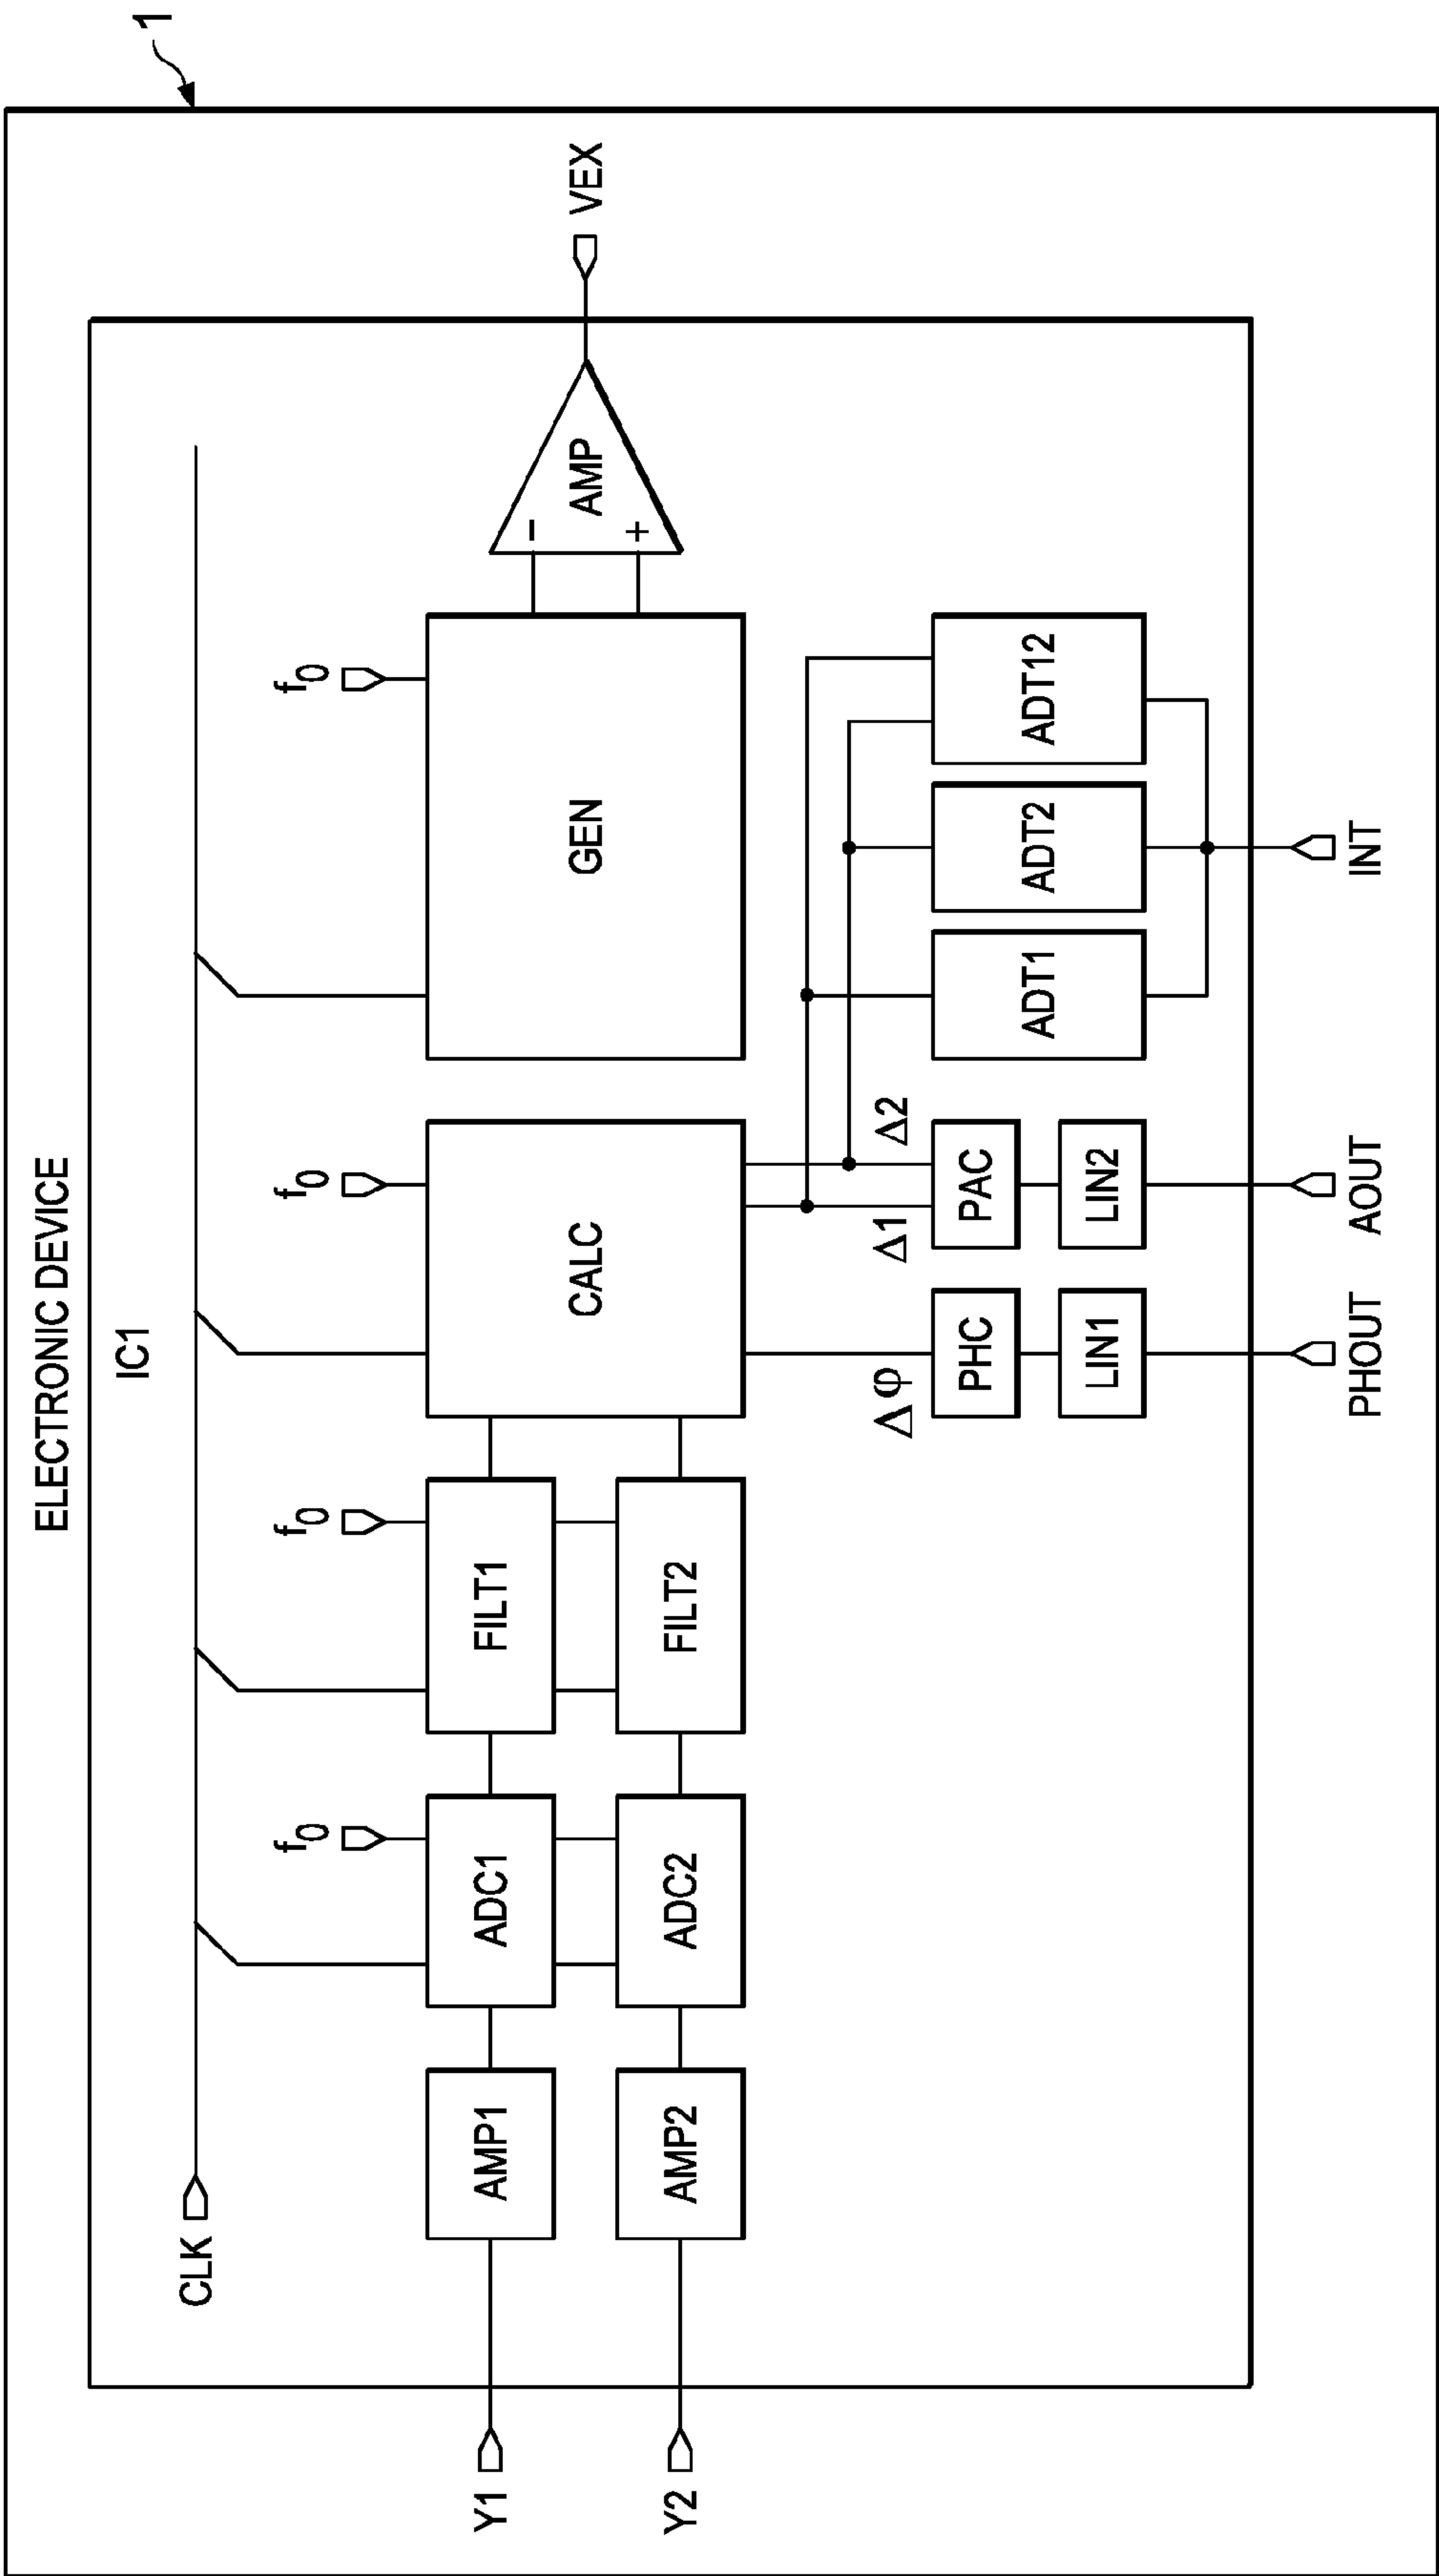 1
ELECTRONIC DEVICE
IC1
CLK
f0
f0
f0
f0
Y1
AMP1
ADC1
FILT1
CALC
GEN
AMP
−
+
VEX
Y2
AMP2
ADC2
FILT2
Δφ
Δ1
Δ2
PHC
PAC
ADT1
ADT2
ADT12
LIN1
LIN2
PHOUT
AOUT
INT